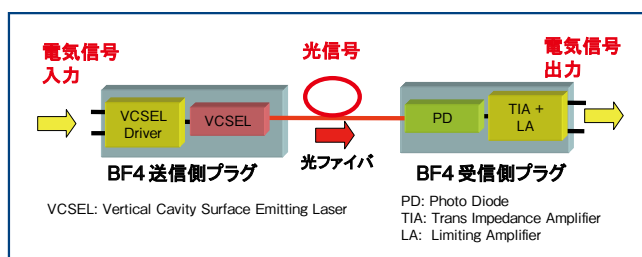 電気信号
入力
光信号
電気信号
出力
VCSEL
Driver
VCSEL
PD
TIA +
LA
BF4 送信側プラグ
光ファイバ
BF4 受信側プラグ
VCSEL: Vertical Cavity Surface Emitting Laser
PD: Photo Diode
TIA: Trans Impedance Amplifier
LA: Limiting Amplifier